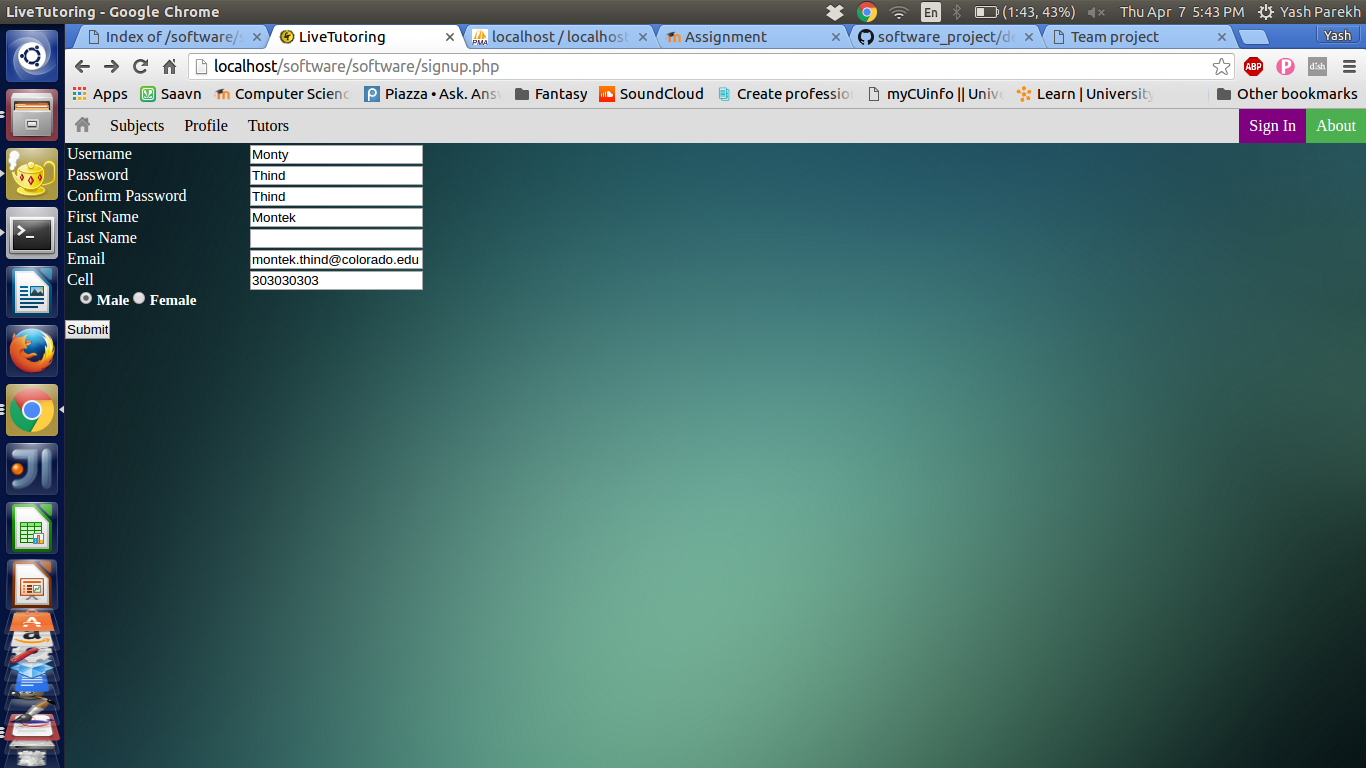 LiveTutoring - Google Chrome
En
(1:43, 43%)
Thu Apr 7 5:43 PM
Yash Parekh
Index of /software/s
LiveTutoring
localhost / localhost
Assignment
software_project/de
Team project
Yash
localhost/software/software/signup.php
ABP
P
dish
Apps
Saavn
Computer Scienc
Piazza • Ask. Ans
Fantasy
SoundCloud
Create professio
myCUinfo || Univ
Learn | University
Other bookmarks
Subjects Profile Tutors
Sign In
About
Username Monty
Password Thind
Confirm Password Thind
First Name Montek
Last Name
Email montek.thind@colorado.edu
Cell 303030303
Male Female
Submit